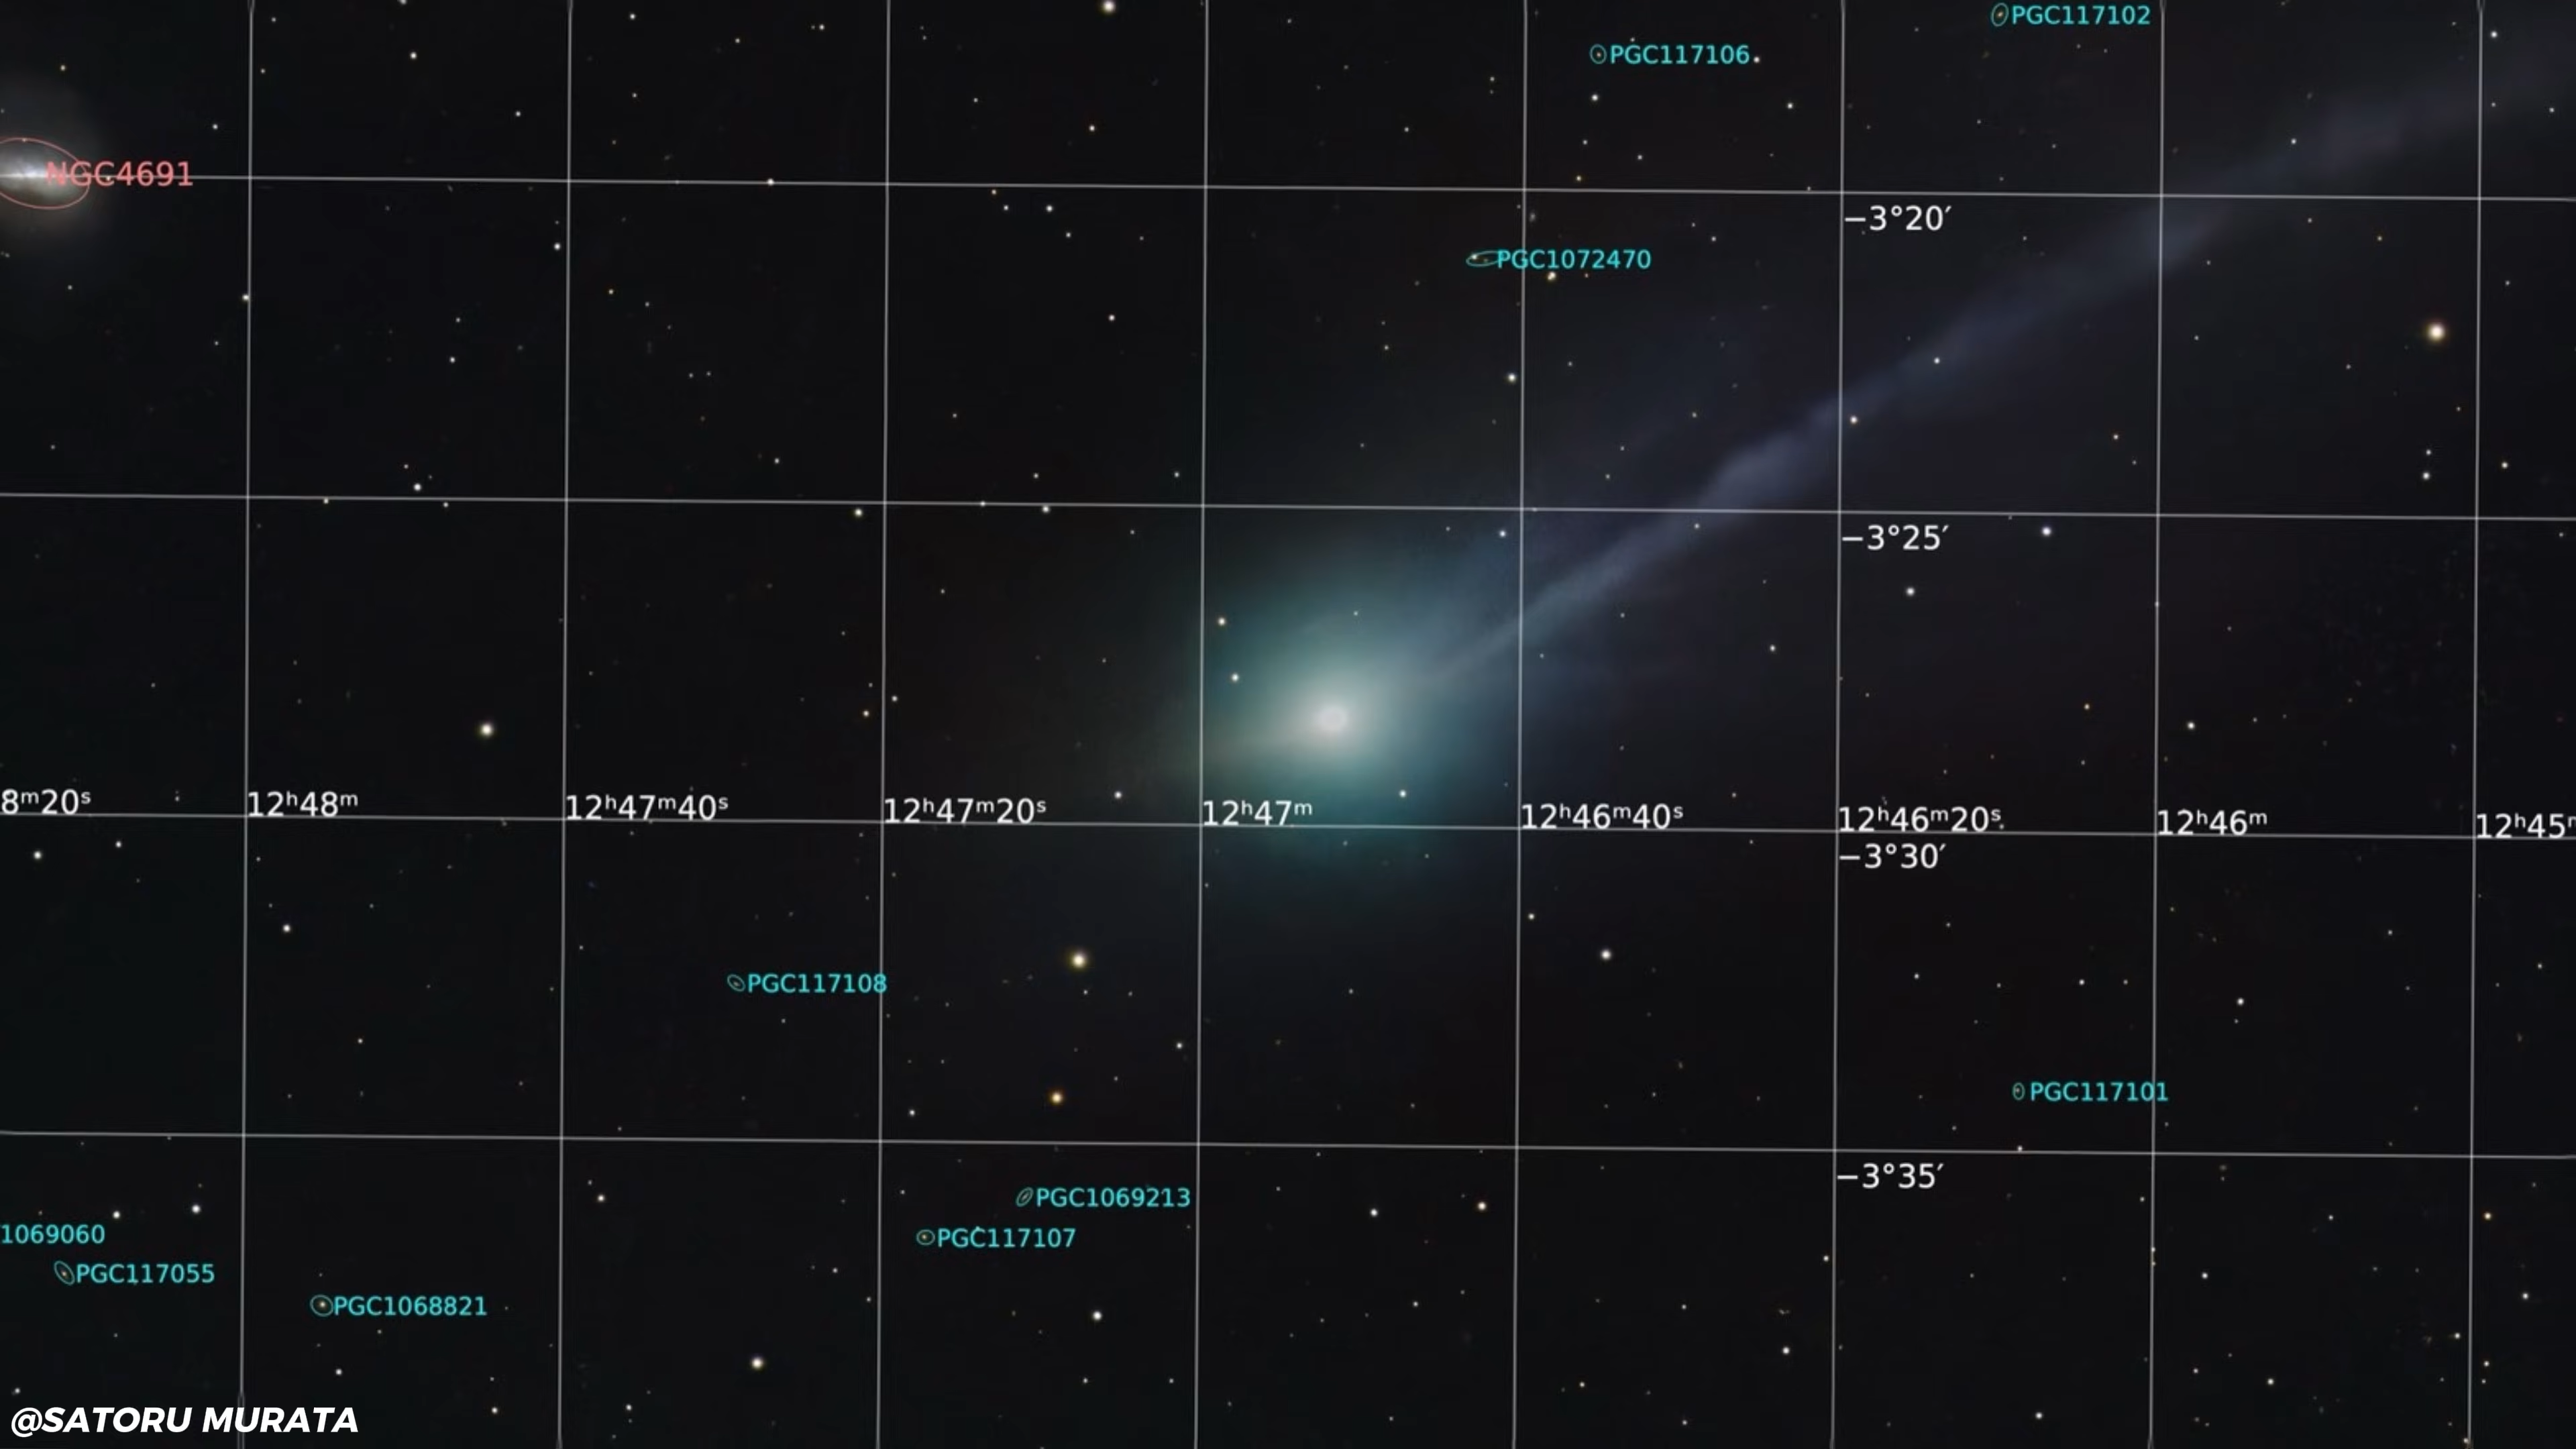 PGC117102
PGC117106
NGC4691
−3°20′
PGC1072470
−3°25′
8ᵐ20ˢ
12ʰ48ᵐ
12ʰ47ᵐ40ˢ
12ʰ47ᵐ20ˢ
12ʰ47ᵐ
12ʰ46ᵐ40ˢ
12ʰ46ᵐ20ˢ
12ʰ46ᵐ
12ʰ45ᵐ
−3°30′
PGC117108
PGC117101
−3°35′
PGC1069213
1069060
PGC117107
PGC117055
PGC1068821
@SATORU MURATA